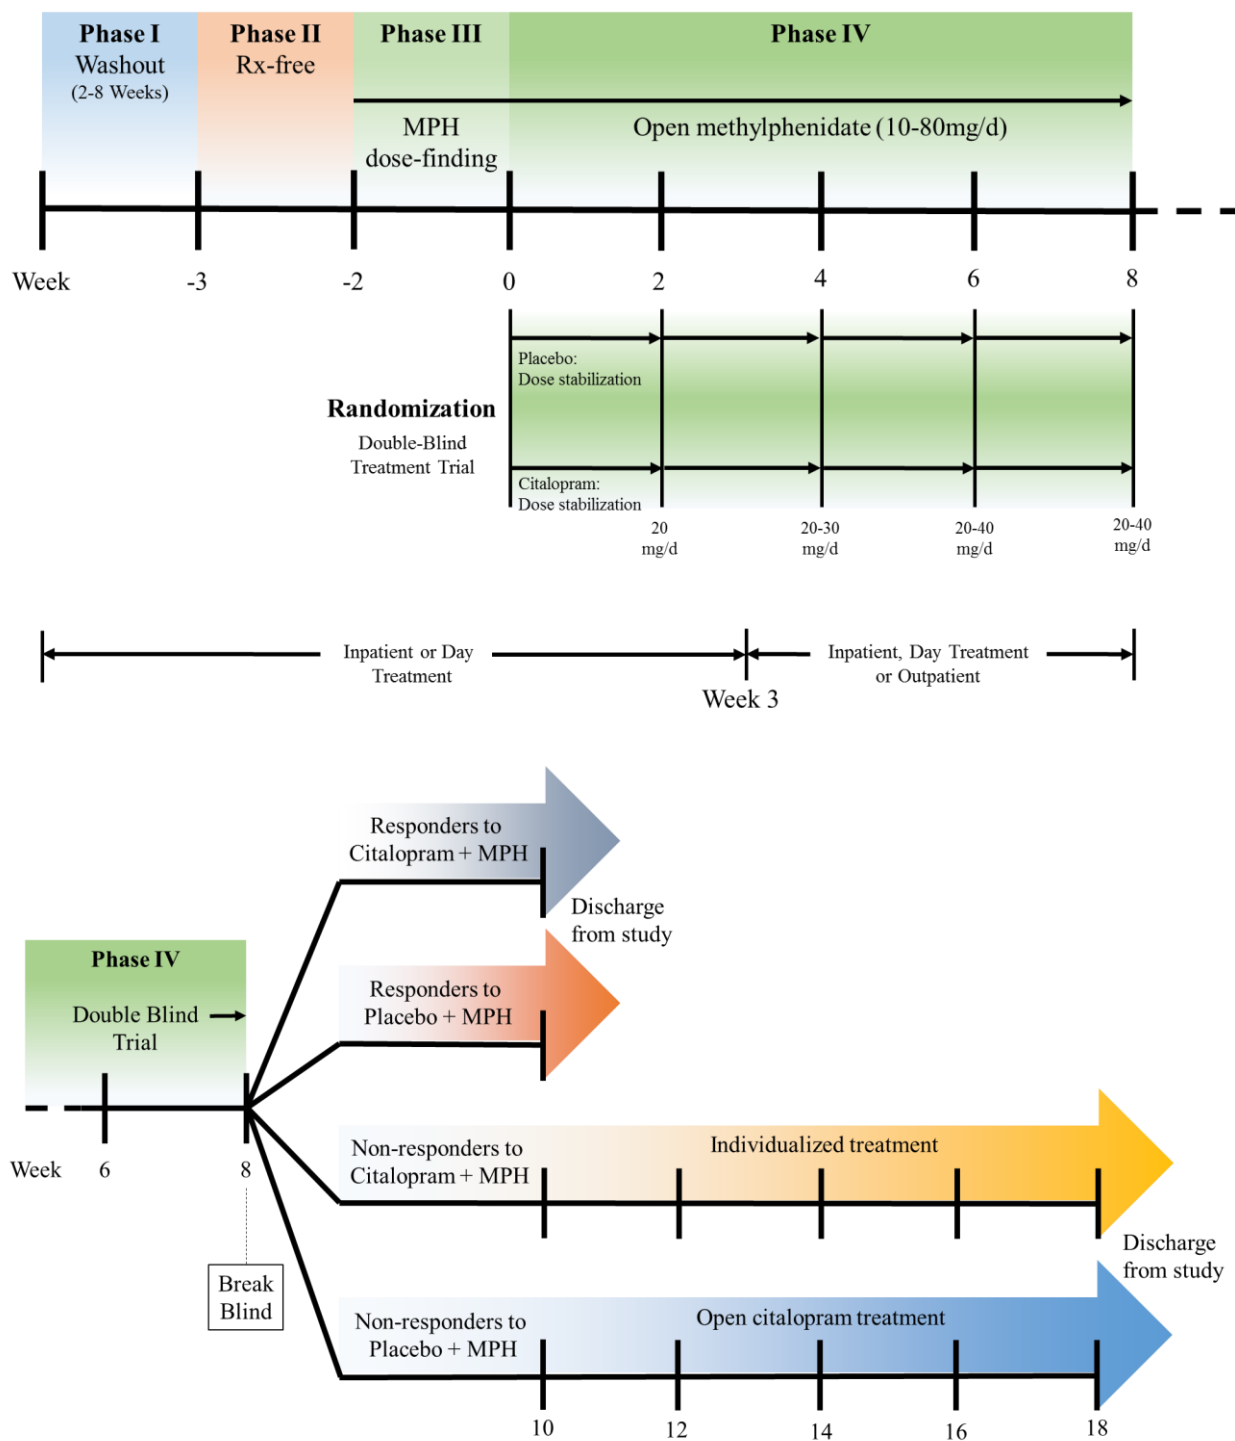 Phase I
Washout
(2-8 Weeks)
Phase II
Rx-free
Phase III
Phase IV
MPH
dose-finding
Open methylphenidate (10-80mg/d)
Week
-3
-2
0
2
4
6
8
Placebo:
Dose stabilization
Randomization
Double-Blind
Treatment Trial
Citalopram:
Dose stabilization
20
mg/d
20-30
mg/d
20-40
mg/d
20-40
mg/d
Inpatient or Day
Treatment
Inpatient, Day Treatment
or Outpatient
Week 3
Responders to
Citalopram + MPH
Discharge
from study
Phase IV
Double Blind
Trial
Responders to
Placebo + MPH
Week
6
8
Non-responders to
Citalopram + MPH
Individualized treatment
Discharge
from study
Break
Blind
Non-responders to
Placebo + MPH
Open citalopram treatment
10
12
14
16
18